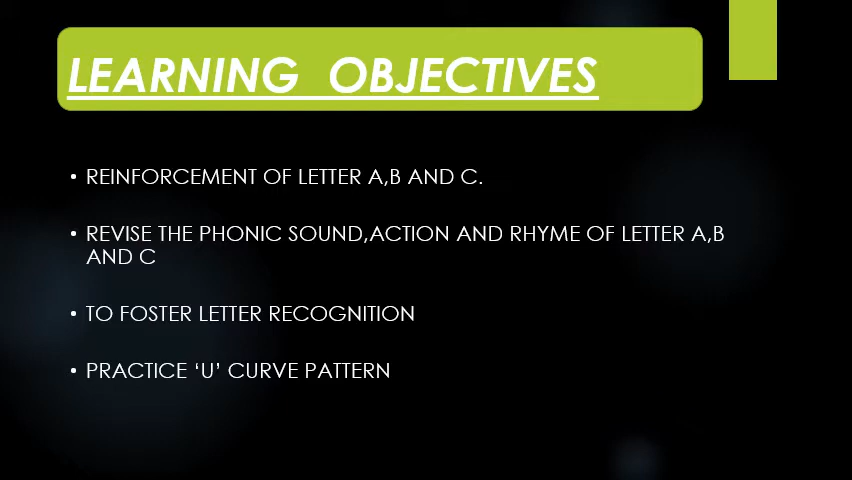 LEARNING OBJECTIVES
• REINFORCEMENT OF LETTER A,B AND C.
• REVISE THE PHONIC SOUND,ACTION AND RHYME OF LETTER A,B
AND C
• TO FOSTER LETTER RECOGNITION
• PRACTICE ‘U’ CURVE PATTERN